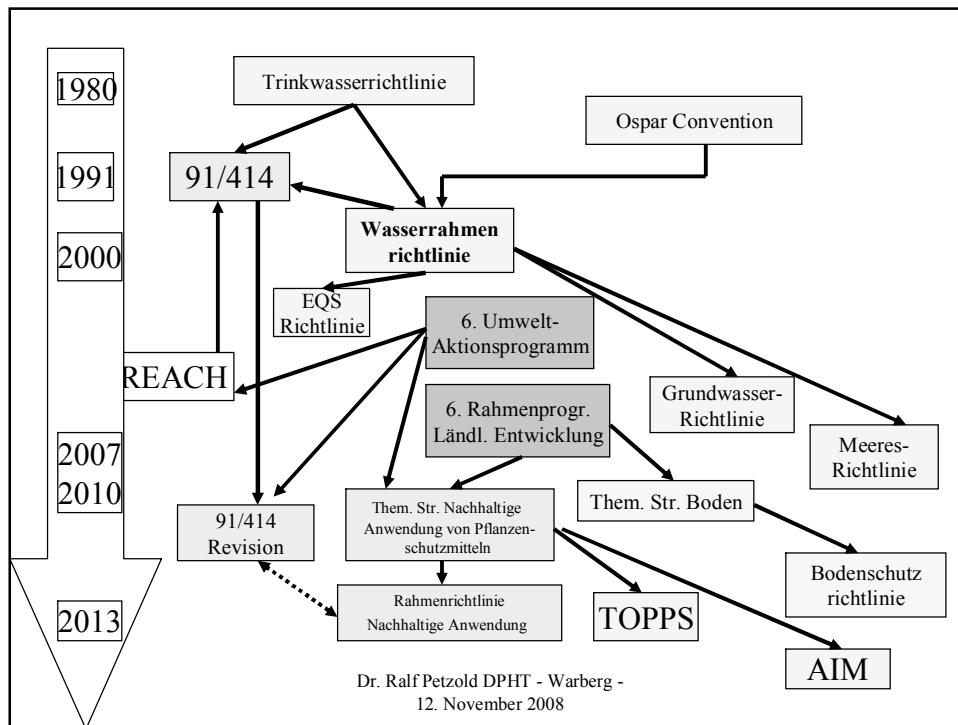 1980
Trinkwasserrichtlinie
Ospar Convention
1991
91/414
Wasserrahmen
richtlinie
2000
EQS
Richtlinie
6. Umwelt-
Aktionsprogramm
REACH
Grundwasser-
Richtlinie
6. Rahmenprogr.
Ländl. Entwicklung
Meeres-
Richtlinie
2007
2010
Them. Str. Nachhaltige
Anwendung von Pflanzen-
schutzmitteln
Them. Str. Boden
91/414
Revision
Bodenschutz
richtlinie
2013
Rahmenrichtlinie
Nachhaltige Anwendung
TOPPS
AIM
Dr. Ralf Petzold DPHT - Warberg -
12. November 2008